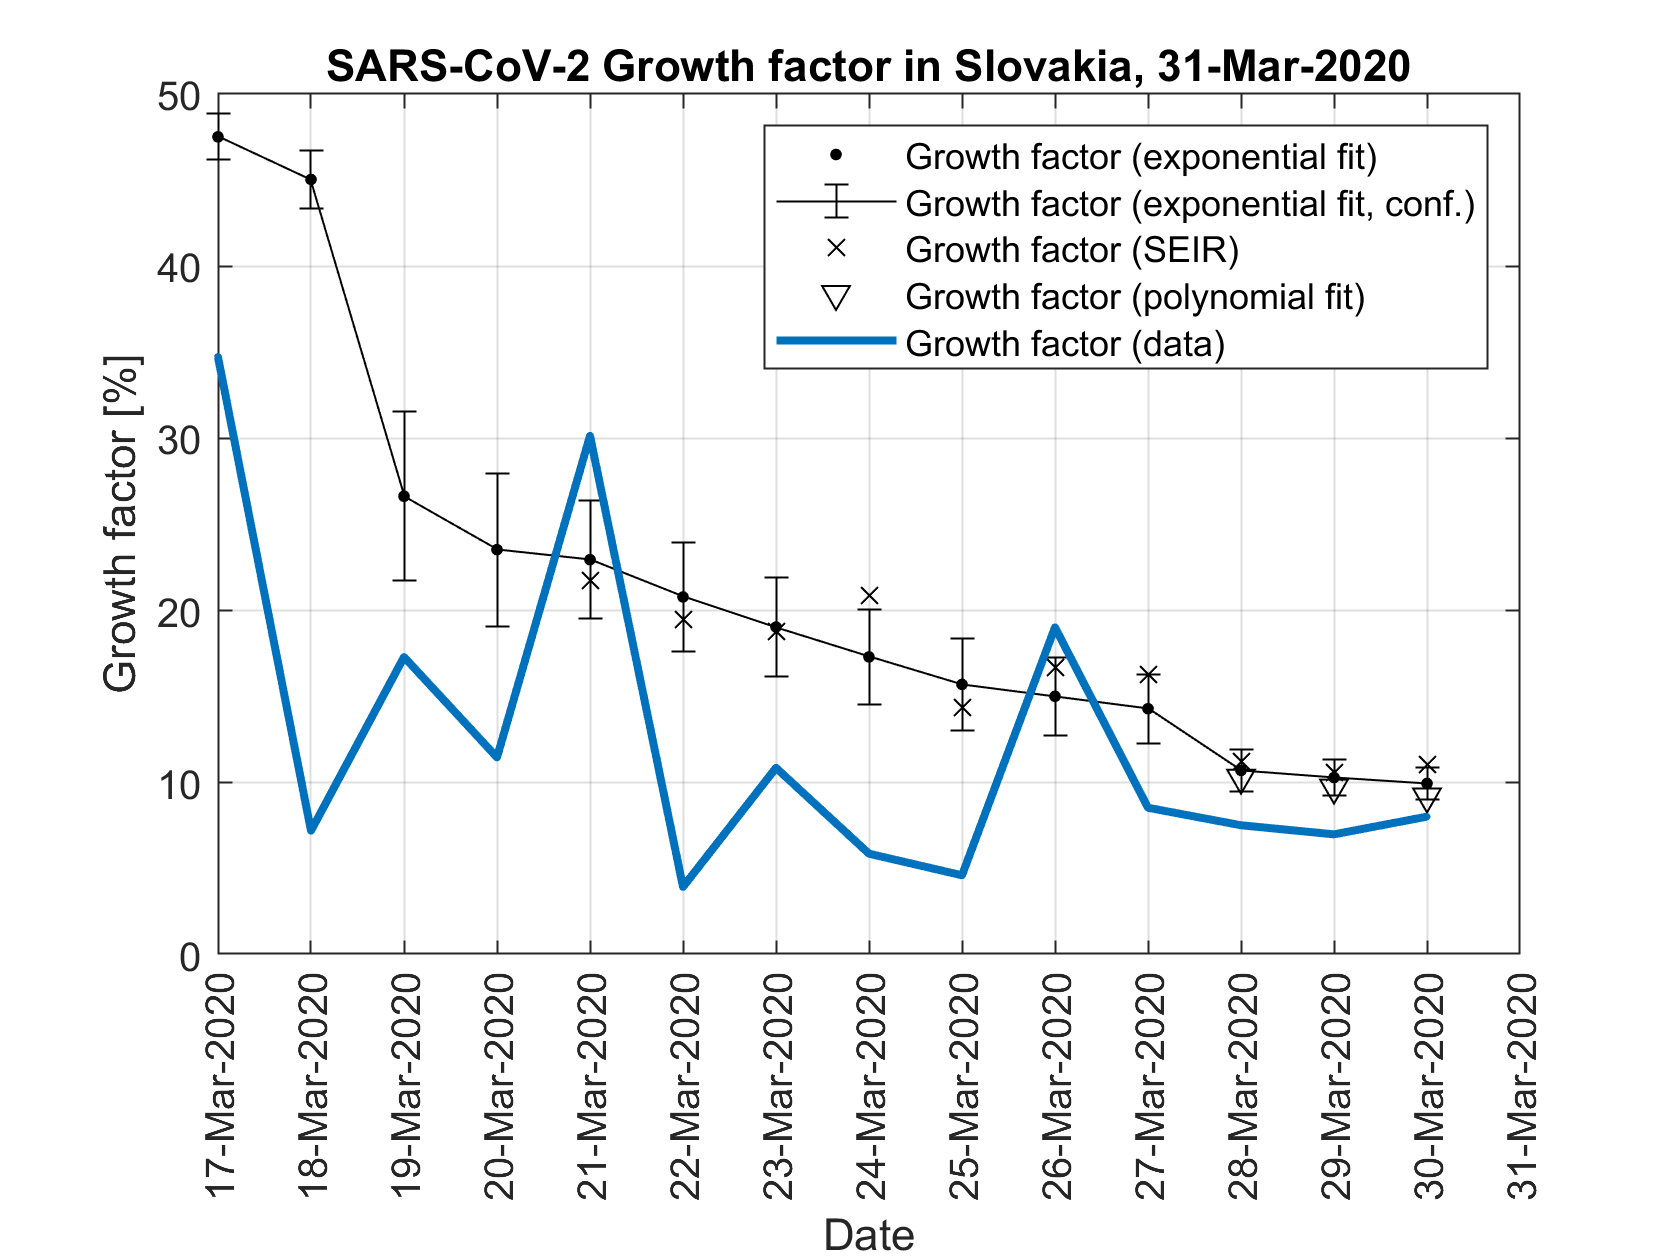 SARS-CoV-2 Growth factor in Slovakia, 31-Mar-2020
50
40
30
20
10
0
Growth factor [%]
Growth factor (exponential fit)
Growth factor (exponential fit, conf.)
Growth factor (SEIR)
Growth factor (polynomial fit)
Growth factor (data)
17-Mar-2020
18-Mar-2020
19-Mar-2020
20-Mar-2020
21-Mar-2020
22-Mar-2020
23-Mar-2020
24-Mar-2020
25-Mar-2020
26-Mar-2020
27-Mar-2020
28-Mar-2020
29-Mar-2020
30-Mar-2020
31-Mar-2020
Date